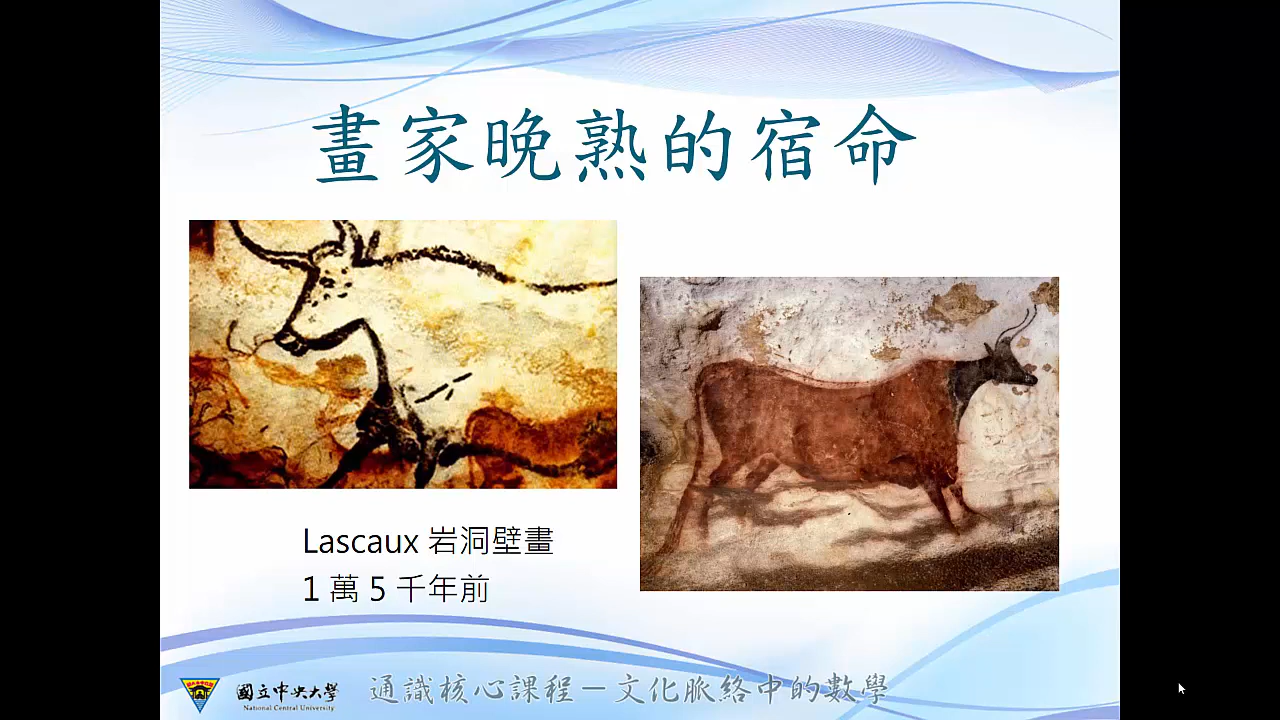 畫家晚熟的宿命
Lascaux 岩洞壁畫
1 萬 5 千年前
國立中央大學
National Central University
通識核心課程－文化脈絡中的數學